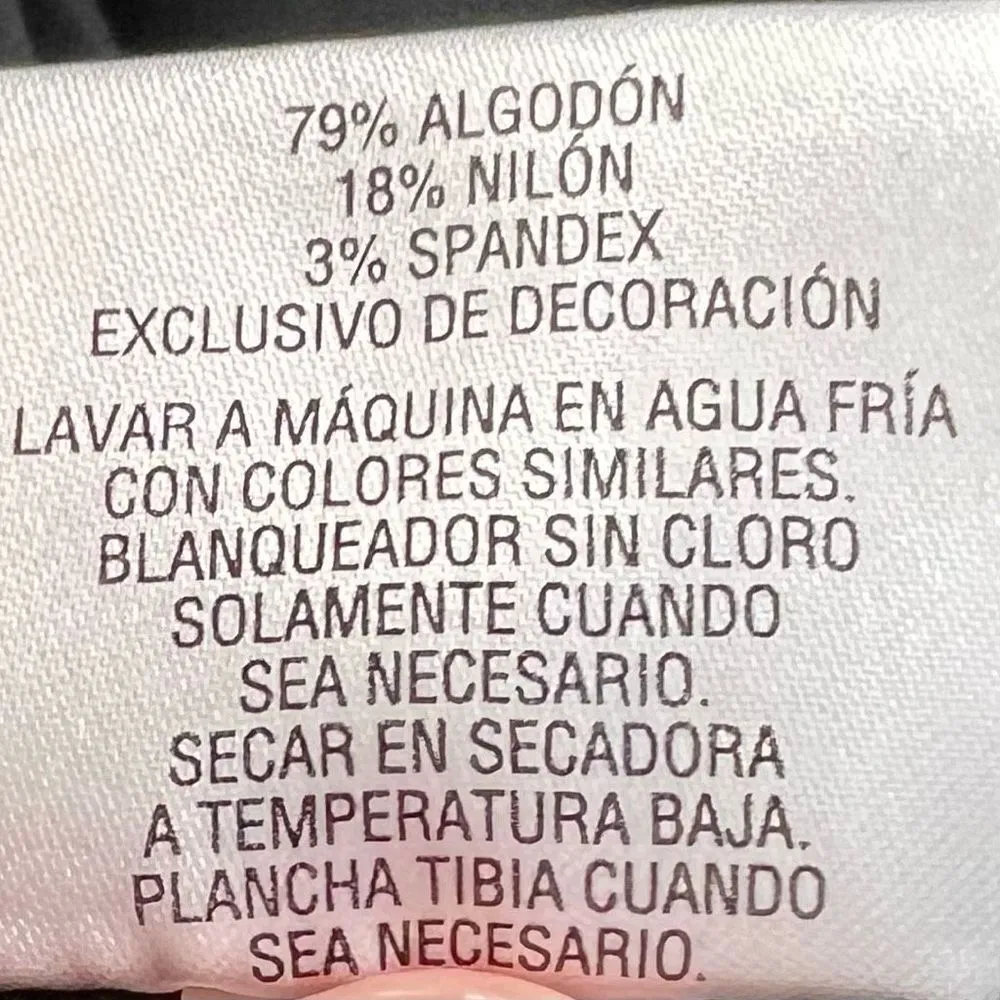 79% ALGODÓN
18% NILÓN
3% SPANDEX
EXCLUSIVO DE DECORACIÓN
LAVAR A MÁQUINA EN AGUA FRÍA
CON COLORES SIMILARES.
BLANQUEADOR SIN CLORO
SOLAMENTE CUANDO
SEA NECESARIO.
SECAR EN SECADORA
A TEMPERATURA BAJA.
PLANCHA TIBIA CUANDO
SEA NECESARIO.